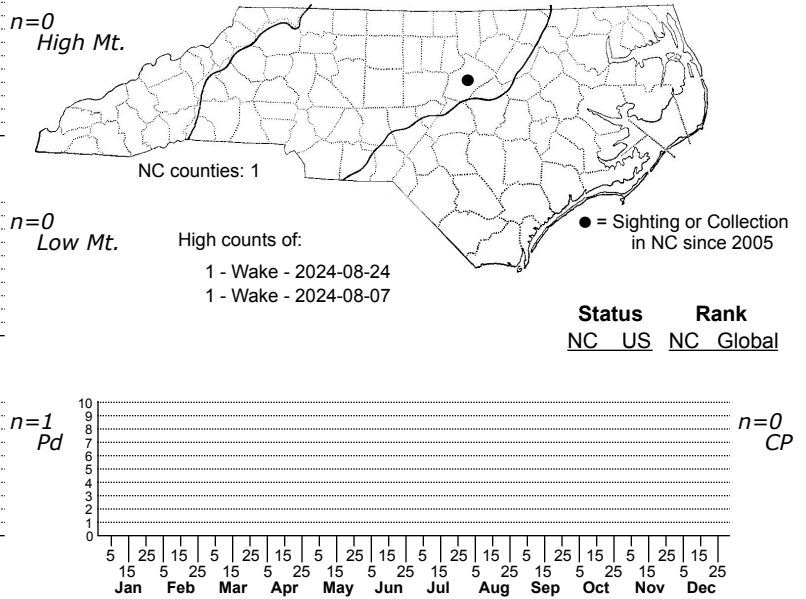 n=0
High Mt.
NC counties: 1
n=0
Low Mt.
High counts of:
1 - Wake - 2024-08-24
1 - Wake - 2024-08-07
● = Sighting or Collection
in NC since 2005
Status Rank
NC US NC Global
n=1
Pd
10
9
8
7
6
5
4
3
2
1
0
n=0
CP
5 25 15 5 25 15 5 25 15 5 25 15 5 25 15 5 25 15
15 5 25 15 5 25 15 5 25 15 5 25 15 5 25 15 5 25
Jan Feb Mar Apr May Jun Jul Aug Sep Oct Nov Dec